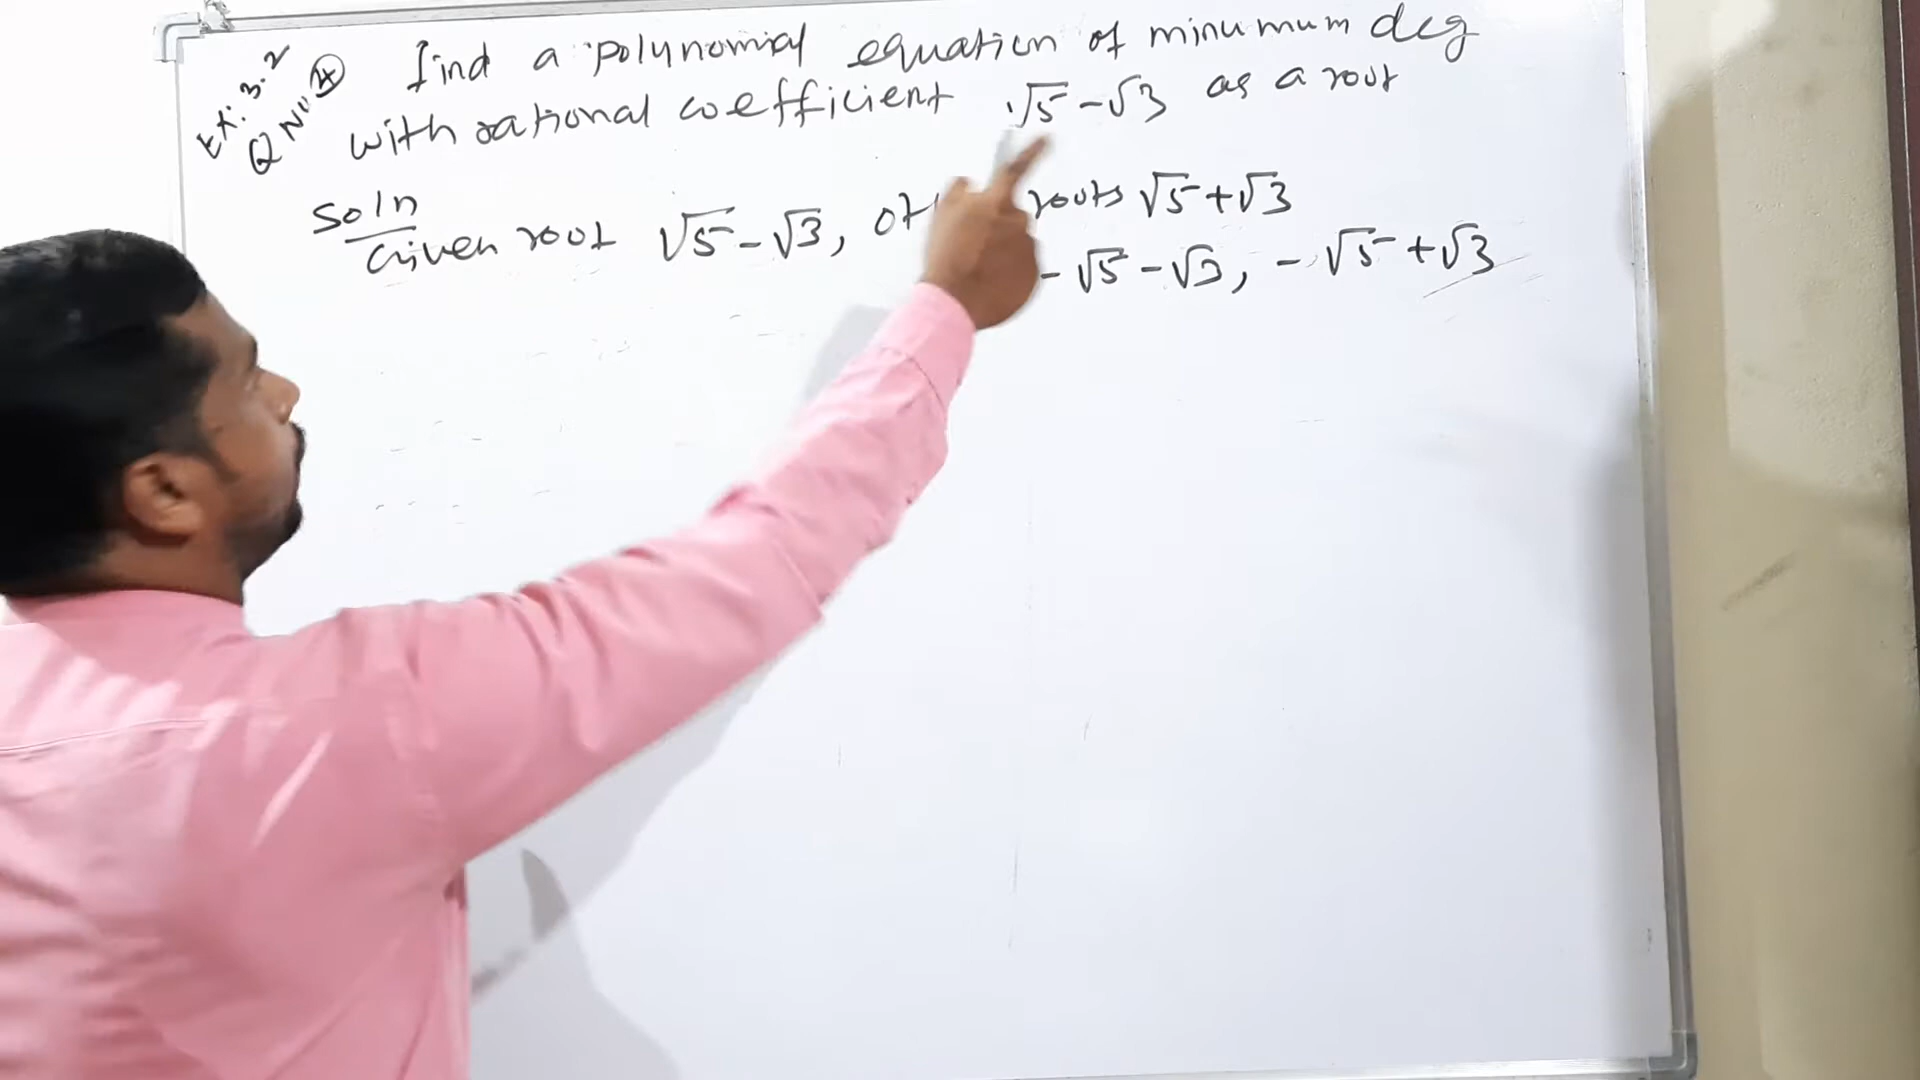 Ex: 3.2
Q No 4 Find a polynomial equation of minumum deg
with rational coefficient √5 - √3 as a root
Soln
Given root √5 - √3, roots √5 + √3
- √5 - √3, - √5 + √3